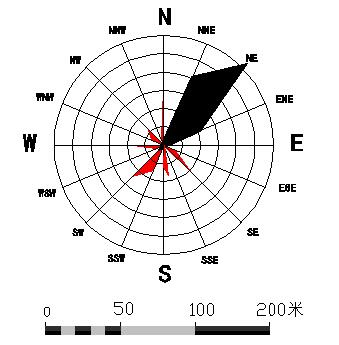 N
NNW NNE
NW NE
WNW ENE
W E
WSW ESE
SW SE
SSW SSE
S
0 50 100 200米